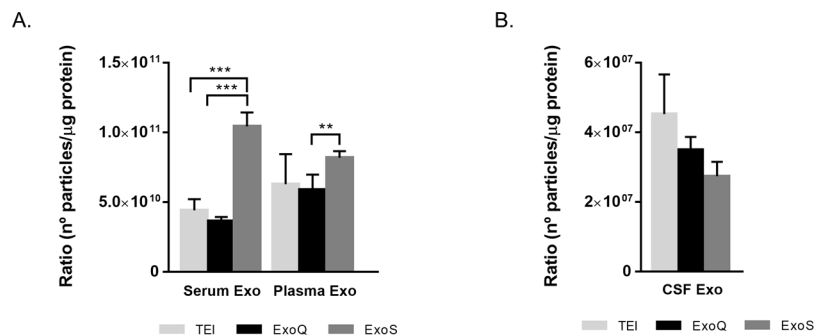 A.
Ratio (nº particles/µg protein)
1.5×10¹¹
1.0×10¹¹
5.0×10¹⁰
0
***
***
**
Serum Exo Plasma Exo
TEI ExoQ ExoS
B.
Ratio (nº particles/µg protein)
6×10⁰⁷
4×10⁰⁷
2×10⁰⁷
0
CSF Exo
TEI ExoQ ExoS